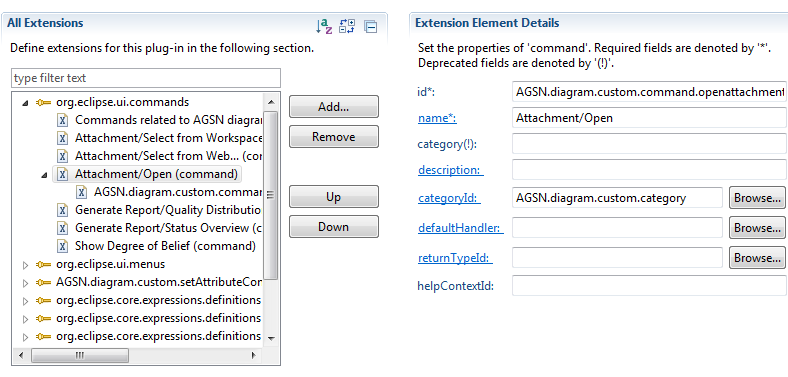 All Extensions
Define extensions for this plug-in in the following section.
type filter text
org.eclipse.ui.commands
Commands related to AGSN diagra
Attachment/Select from Workspace
Attachment/Select from Web... (co
Attachment/Open (command)
AGSN.diagram.custom.comma
Generate Report/Quality Distributio
Generate Report/Status Overview (c
Show Degree of Belief (command)
org.eclipse.ui.menus
AGSN.diagram.custom.setAttributeCon
org.eclipse.core.expressions.definitions
org.eclipse.core.expressions.definitions
org.eclipse.core.expressions.definitions
Add...
Remove
Up
Down
Extension Element Details
Set the properties of 'command'. Required fields are denoted by '*'.
Deprecated fields are denoted by '(!)'.
id*: AGSN.diagram.custom.command.openattachment
name*: Attachment/Open
category(!):
description:
categoryId: AGSN.diagram.custom.category Browse...
defaultHandler: Browse...
returnTypeId: Browse...
helpContextId: